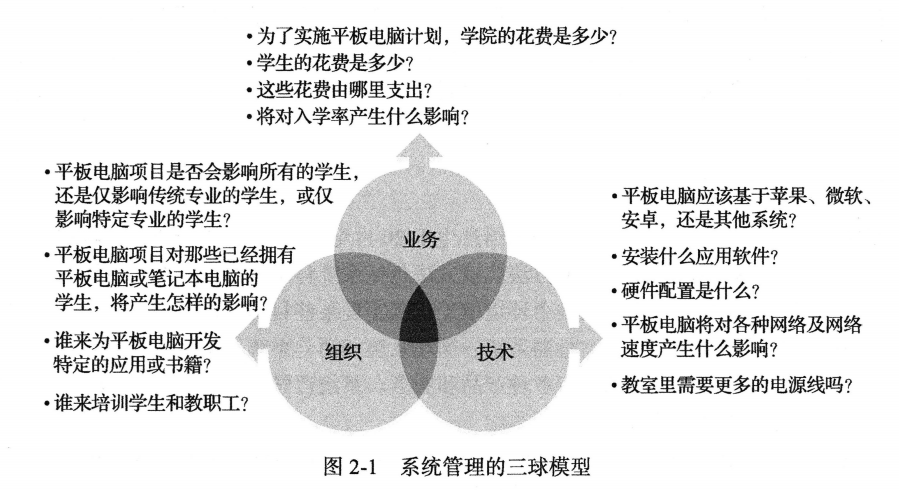 •为了实施平板电脑计划，学院的花费是多少?
•学生的花费是多少?
•这些花费由哪里支出?
•将对入学率产生什么影响?
•平板电脑项目是否会影响所有的学生，
还是仅影响传统专业的学生，或仅
影响特定专业的学生?
•平板电脑项目对那些已经拥有
平板电脑或笔记本电脑的
学生，将产生怎样的影响?
•谁来为平板电脑开发
特定的应用或书籍?
•谁来培训学生和教职工?
业务
组织
技术
•平板电脑应该基于苹果、微软、
安卓，还是其他系统?
•安装什么应用软件?
•硬件配置是什么?
•平板电脑将对各种网络及网络
速度产生什么影响?
•教室里需要更多的电源线吗?
图 2-1 系统管理的三球模型